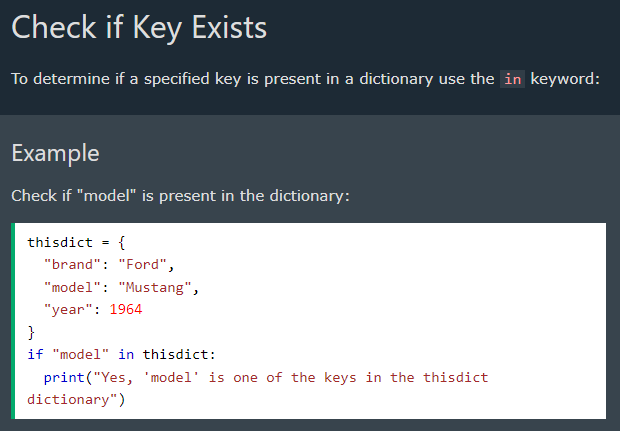 Check if Key Exists
To determine if a specified key is present in a dictionary use the in keyword:
Example
Check if "model" is present in the dictionary:
thisdict = {
  "brand": "Ford",
  "model": "Mustang",
  "year": 1964
}
if "model" in thisdict:
  print("Yes, 'model' is one of the keys in the thisdict
dictionary")